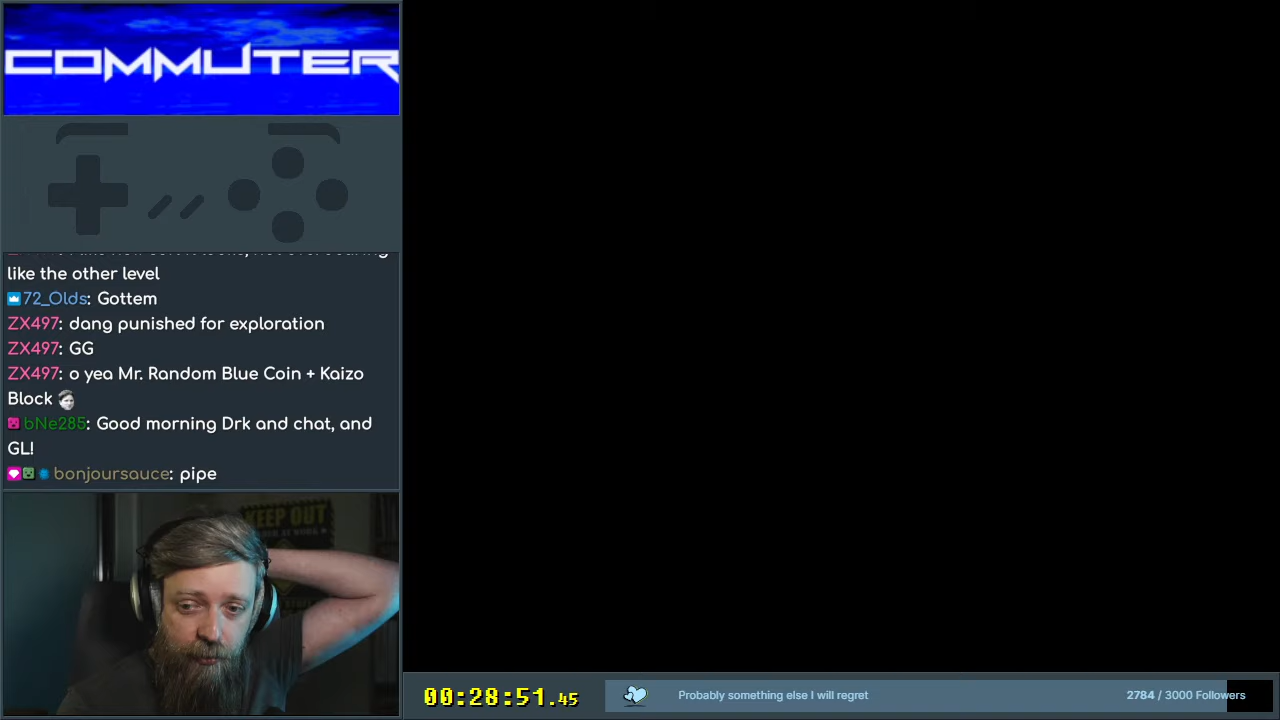 COMMUTER
like the other level
72_Olds: Gottem
ZX497: dang punished for exploration
ZX497: GG
ZX497: o yea Mr. Random Blue Coin + Kaizo
Block
bNe285: Good morning Drk and chat, and
GL!
bonjoursauce: pipe
KEEP OUT
00:28:51.45
Probably something else I will regret
2784 / 3000 Followers